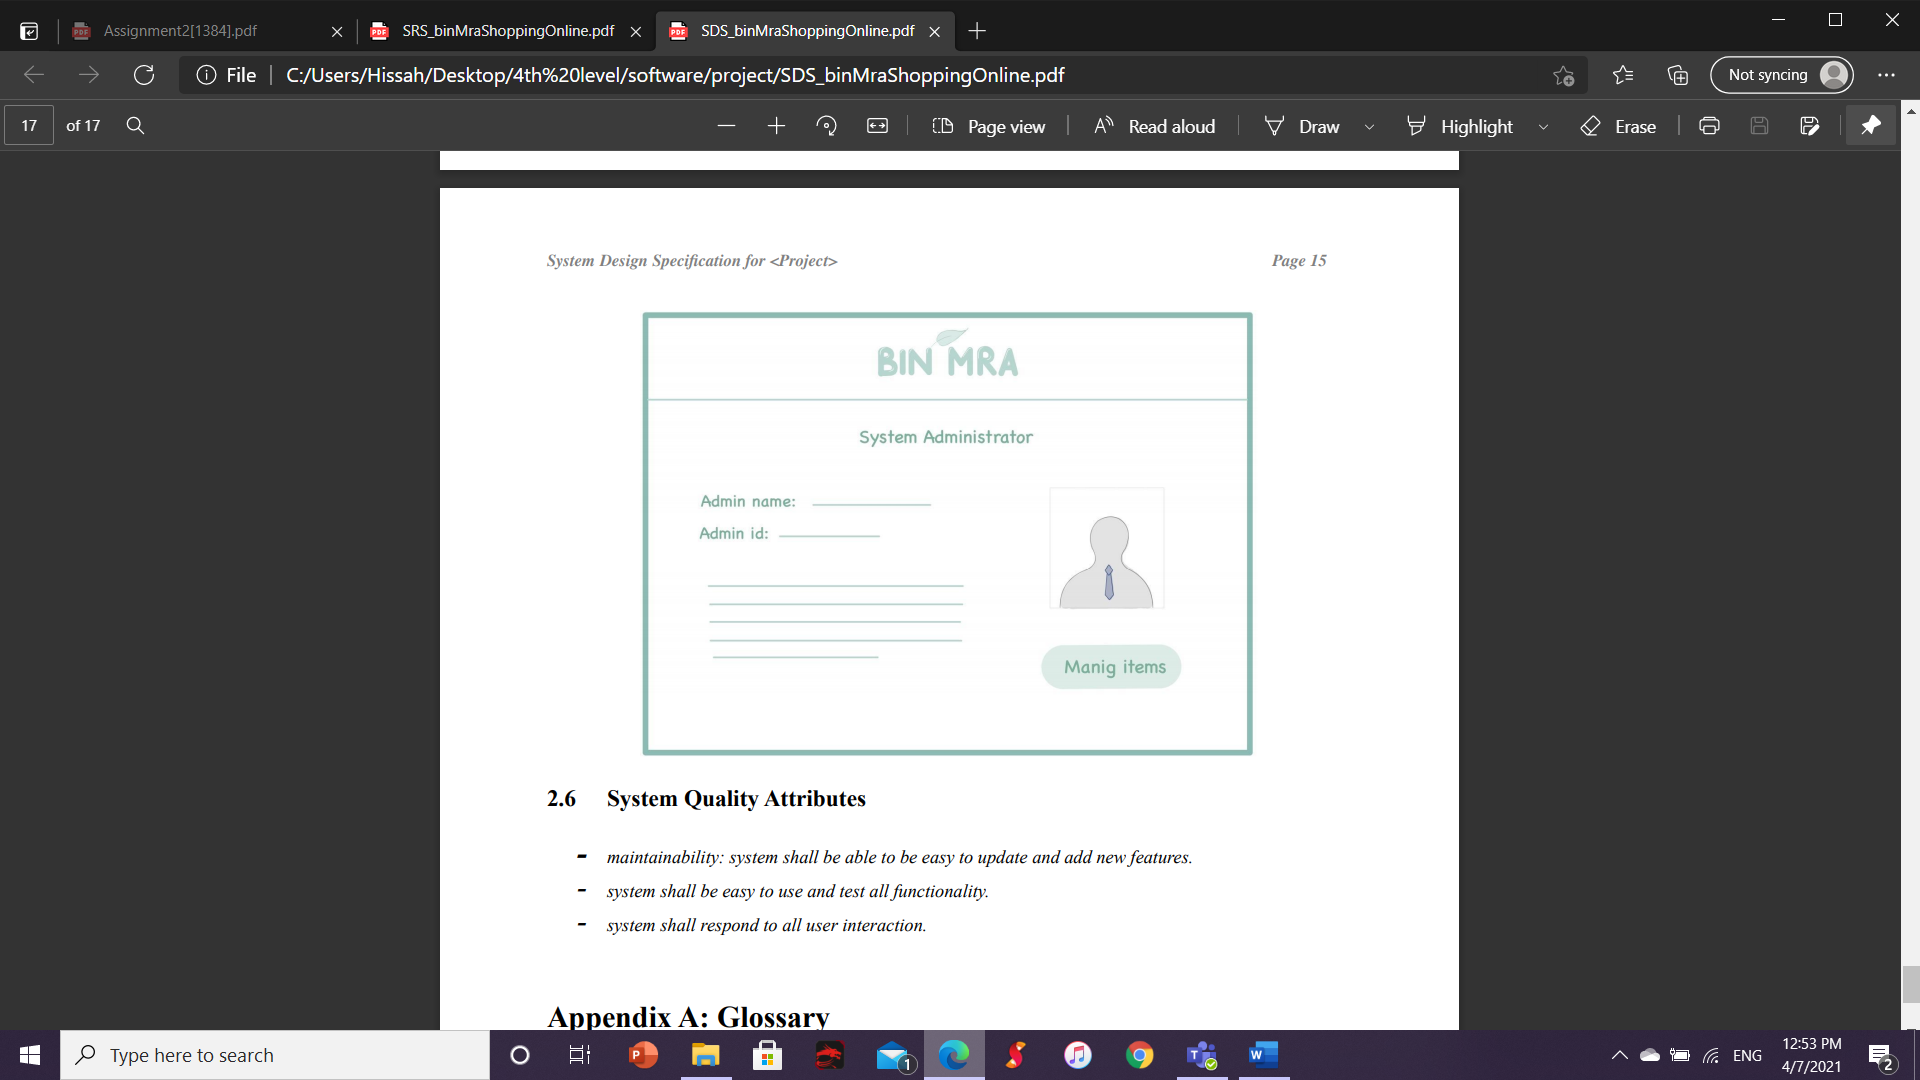 Assignment2[1384].pdf
SRS_binMraShoppingOnline.pdf
SDS_binMraShoppingOnline.pdf
File
C:/Users/Hissah/Desktop/4th%20level/software/project/SDS_binMraShoppingOnline.pdf
Not syncing
17 of 17
Page view
Read aloud
Draw
Highlight
Erase
System Design Specification for <Project> Page 15
BIN MRA
System Administrator
Admin name:
Admin id:
Manig items
2.6 System Quality Attributes
- maintainability: system shall be able to be easy to update and add new features.
- system shall be easy to use and test all functionality.
- system shall respond to all user interaction.
Appendix A: Glossary
Type here to search
1
ENG
12:53 PM
4/7/2021
2